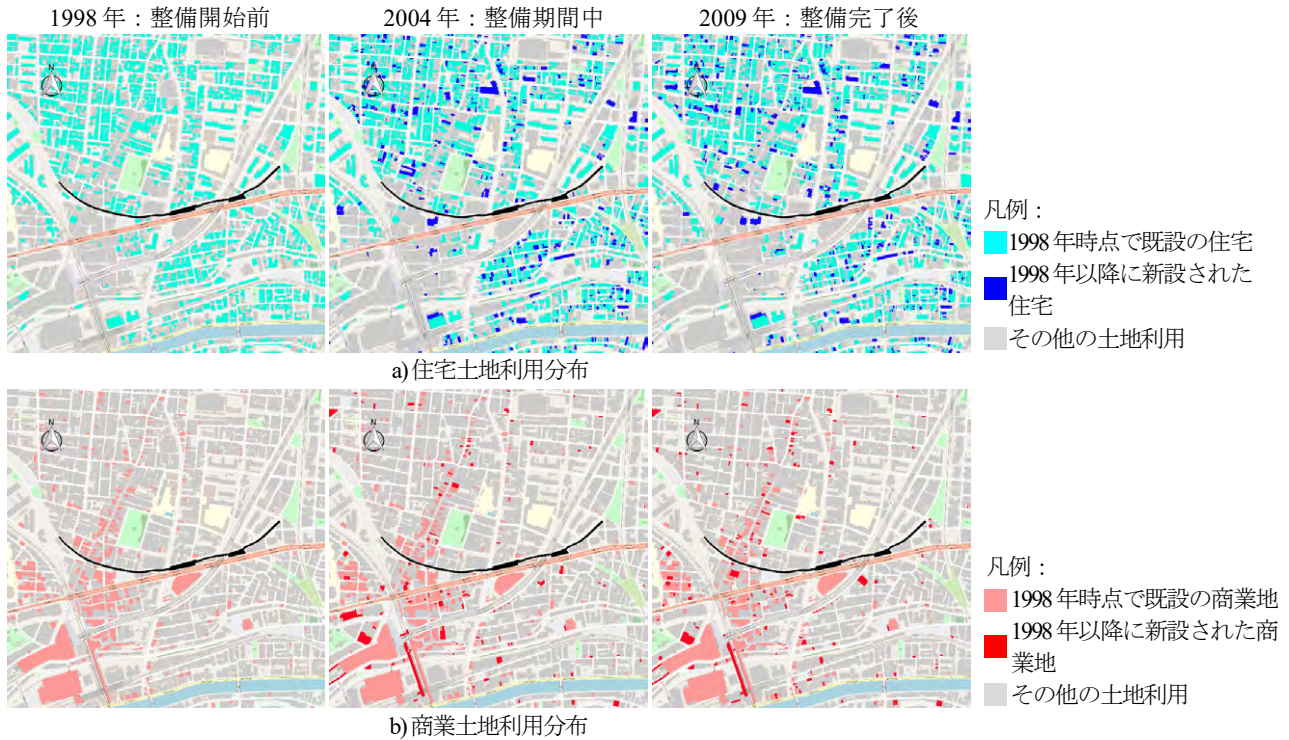 1998 年：整備開始前
2004 年：整備期間中
2009 年：整備完了後
N
N
N
凡例：
1998 年時点で既設の住宅
1998 年以降に新設された
住宅
その他の土地利用
a) 住宅土地利用分布
N
N
N
凡例：
1998 年時点で既設の商業地
1998 年以降に新設された商
業地
その他の土地利用
b) 商業土地利用分布